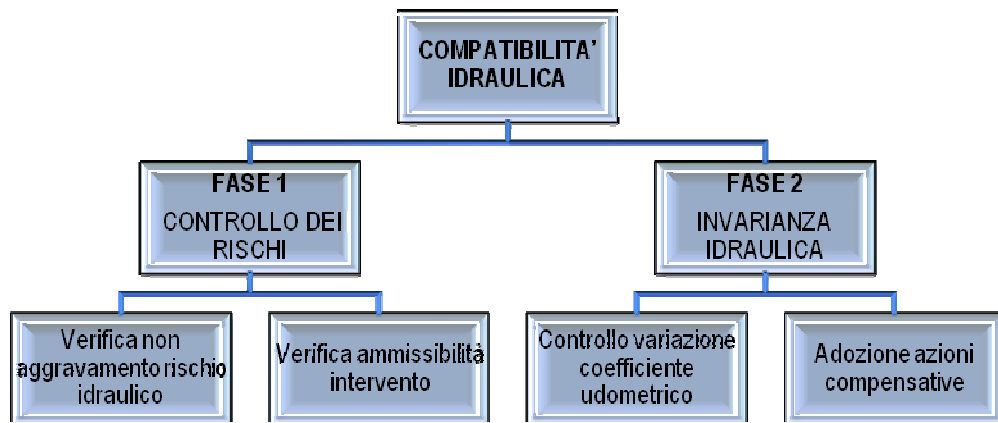 COMPATIBILITA'
IDRAULICA
FASE 1
CONTROLLO DEI
RISCHI
FASE 2
INVARIANZA
IDRAULICA
Verifica non
aggravamento rischio
idraulico
Verifica ammissibilità
intervento
Controllo variazione
coefficiente
udometrico
Adozione azioni
compensative